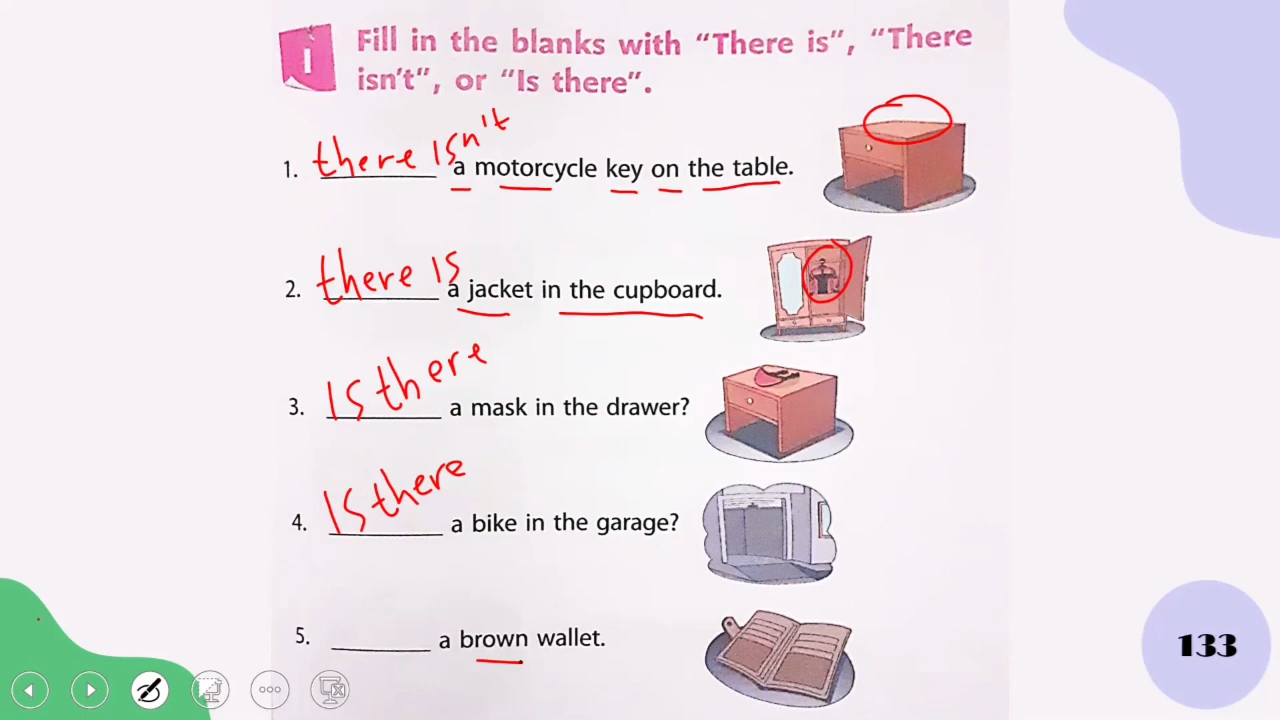 I Fill in the blanks with “There is”, “There
isn’t”, or “Is there”.
1. there isn't a motorcycle key on the table.
2. there is a jacket in the cupboard.
3. Is there a mask in the drawer?
4. Is there a bike in the garage?
5. ________ a brown wallet.
133